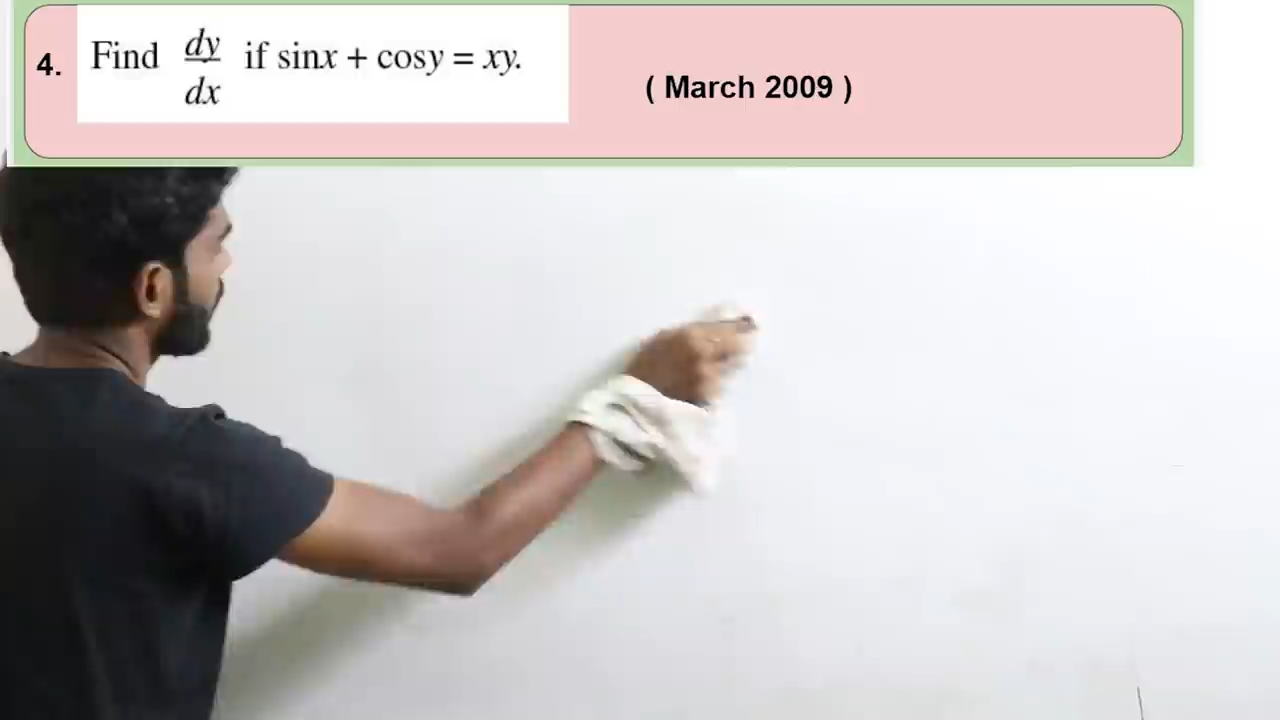 4. Find dy/dx if sinx + cosy = xy.
( March 2009 )